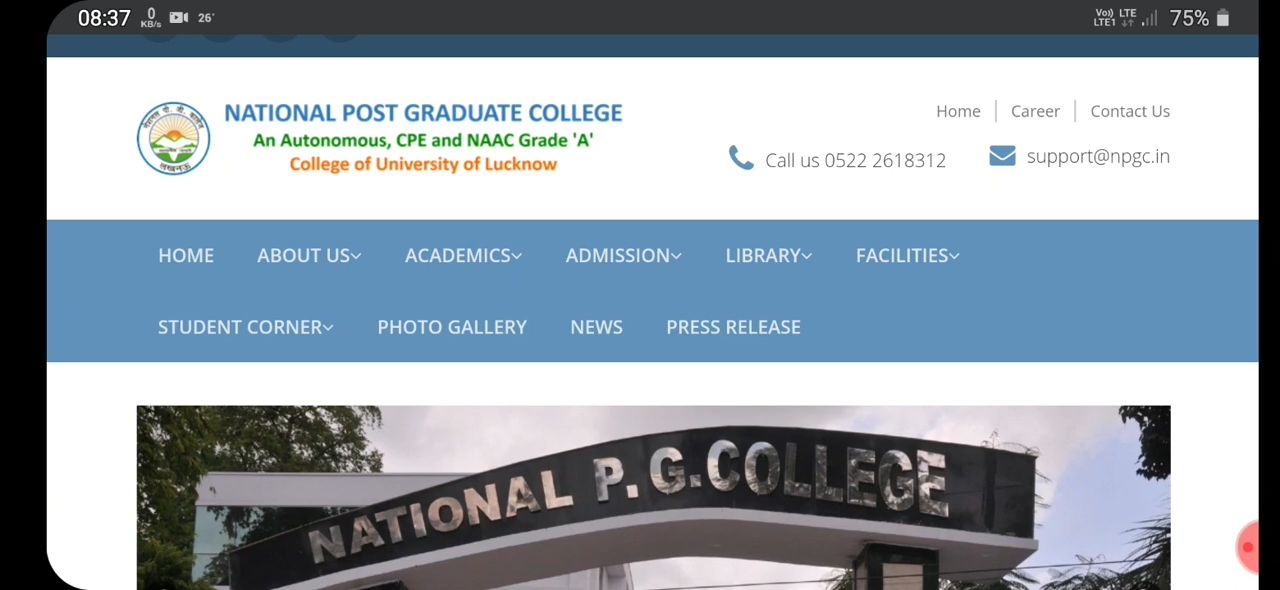 08:37 0 KB/s 26° Vo)) LTE LTE1 75%
NATIONAL POST GRADUATE COLLEGE
An Autonomous, CPE and NAAC Grade 'A'
College of University of Lucknow
Home Career Contact Us
Call us 0522 2618312 support@npgc.in
HOME ABOUT US ACADEMICS ADMISSION LIBRARY FACILITIES
STUDENT CORNER PHOTO GALLERY NEWS PRESS RELEASE
NATIONAL P.G.COLLEGE